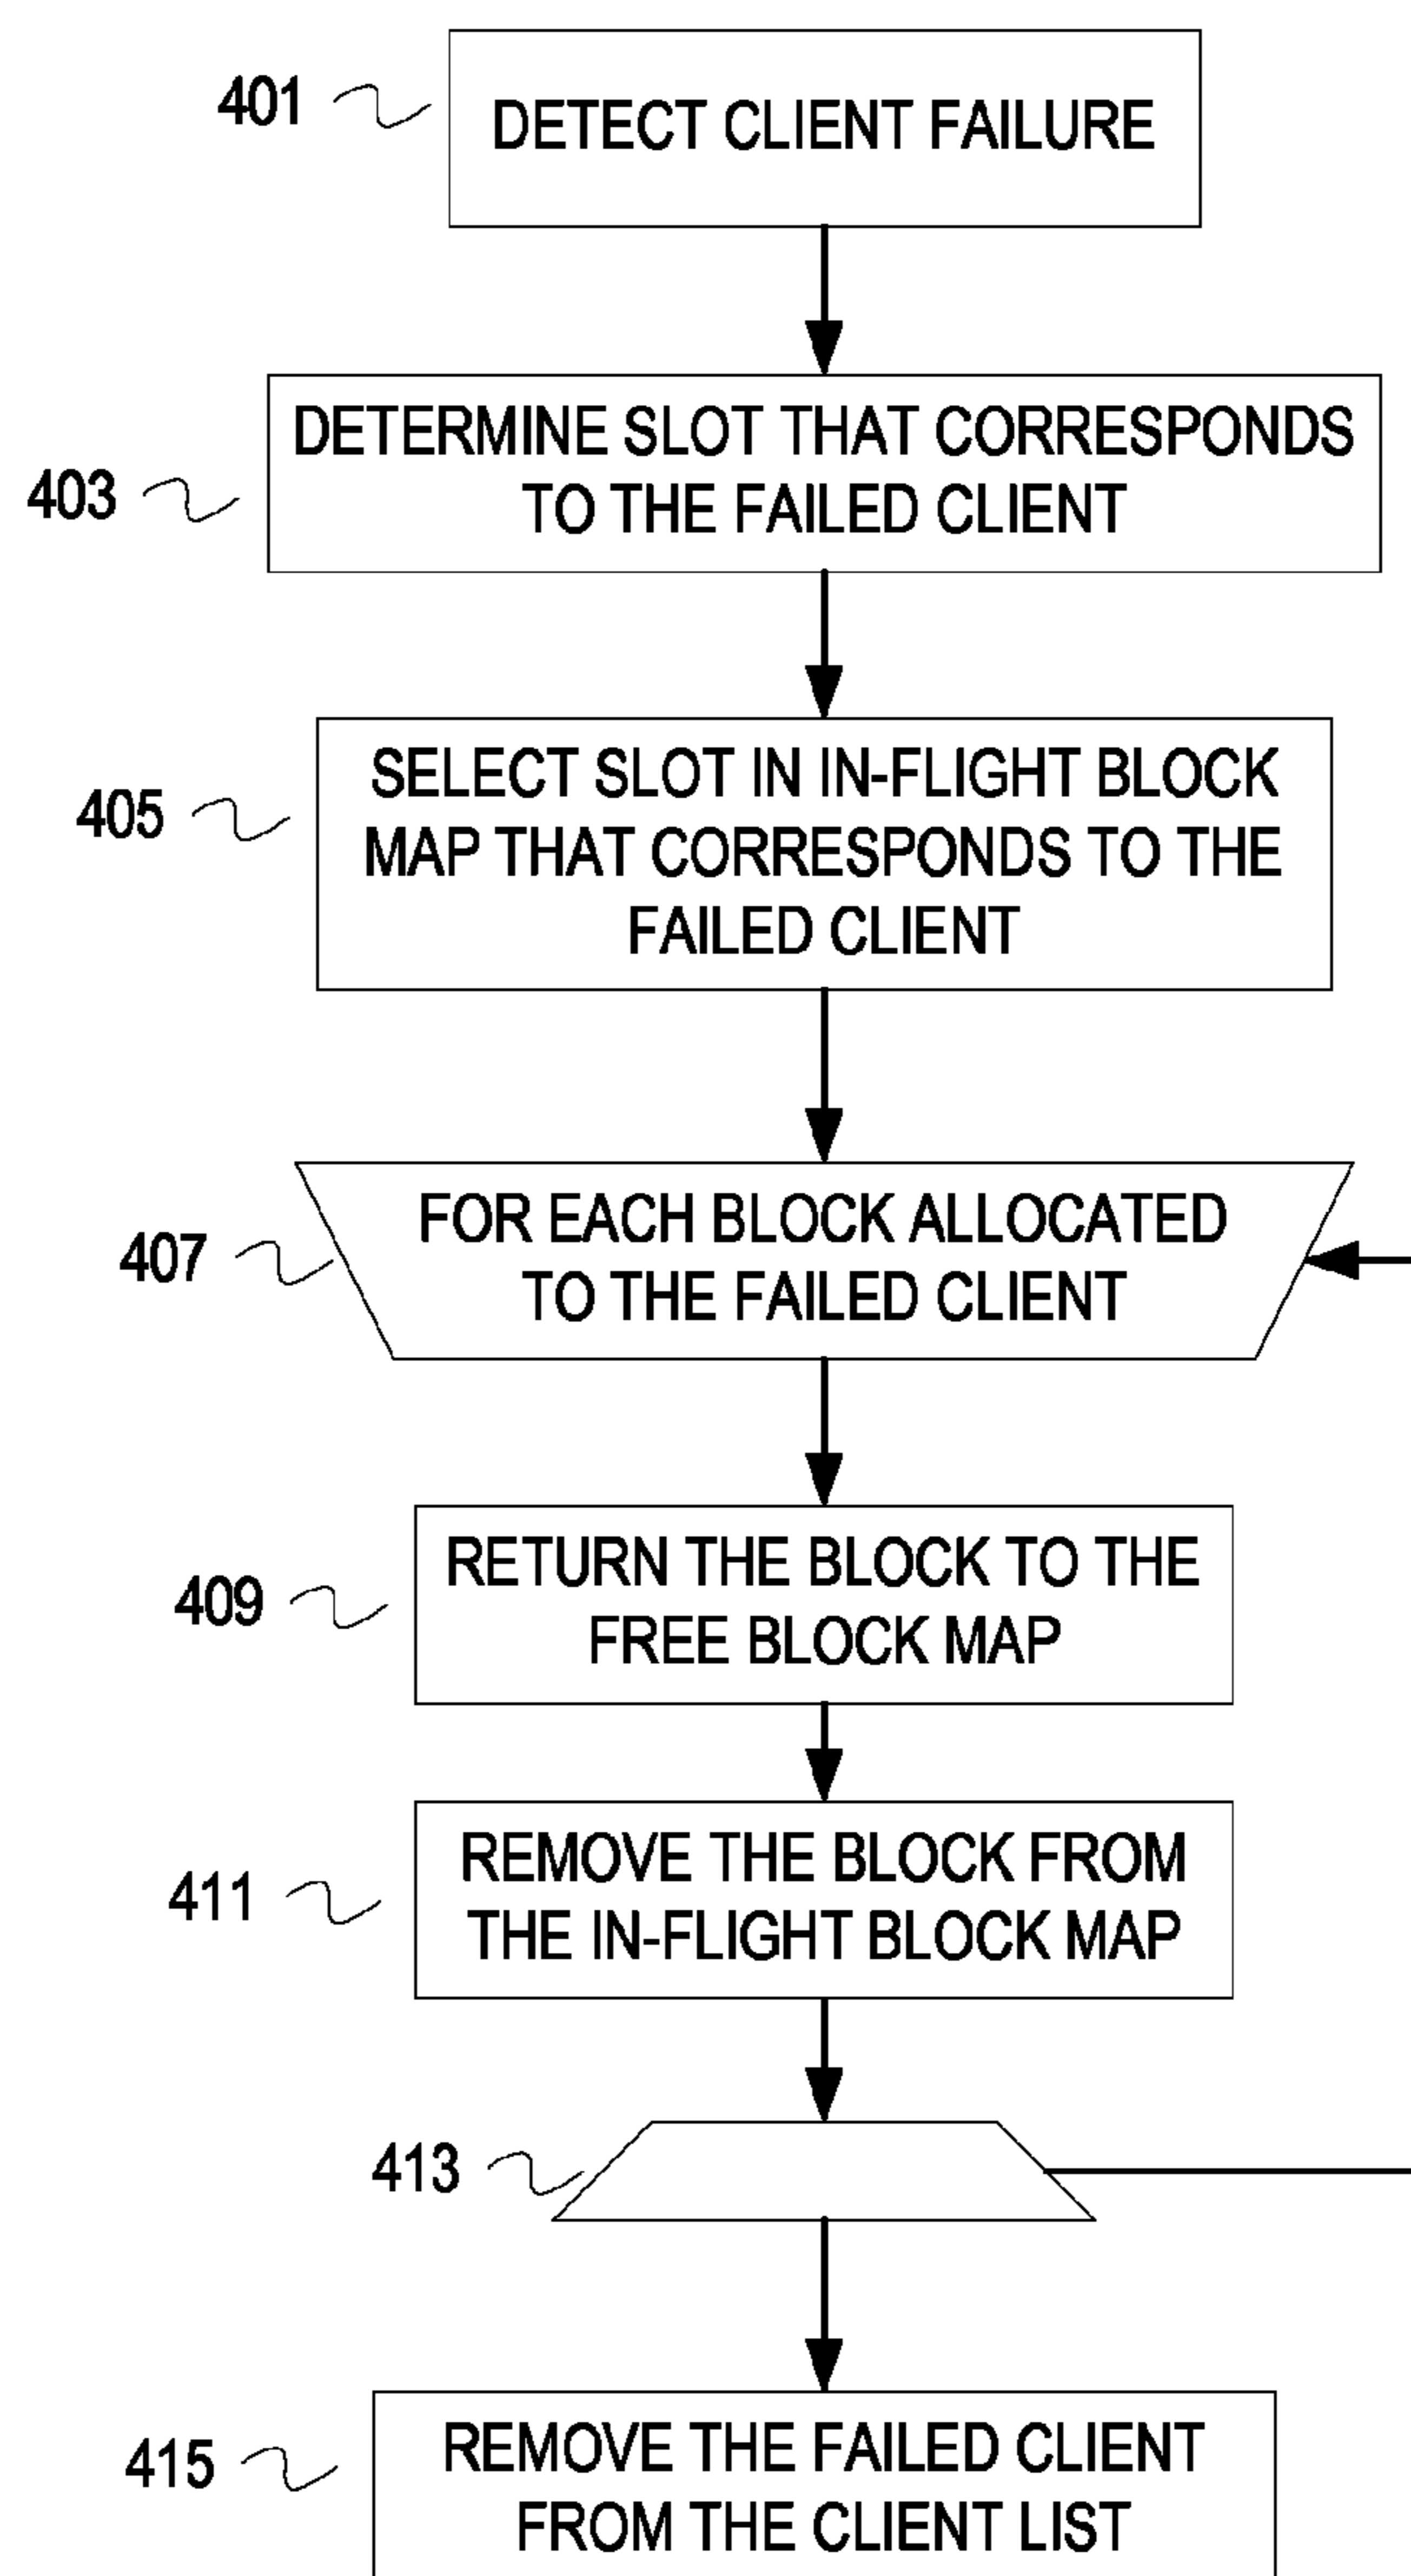 401
DETECT CLIENT FAILURE
403
DETERMINE SLOT THAT CORRESPONDS
TO THE FAILED CLIENT
405
SELECT SLOT IN IN-FLIGHT BLOCK
MAP THAT CORRESPONDS TO THE
FAILED CLIENT
407
FOR EACH BLOCK ALLOCATED
TO THE FAILED CLIENT
409
RETURN THE BLOCK TO THE
FREE BLOCK MAP
411
REMOVE THE BLOCK FROM
THE IN-FLIGHT BLOCK MAP
413
415
REMOVE THE FAILED CLIENT
FROM THE CLIENT LIST